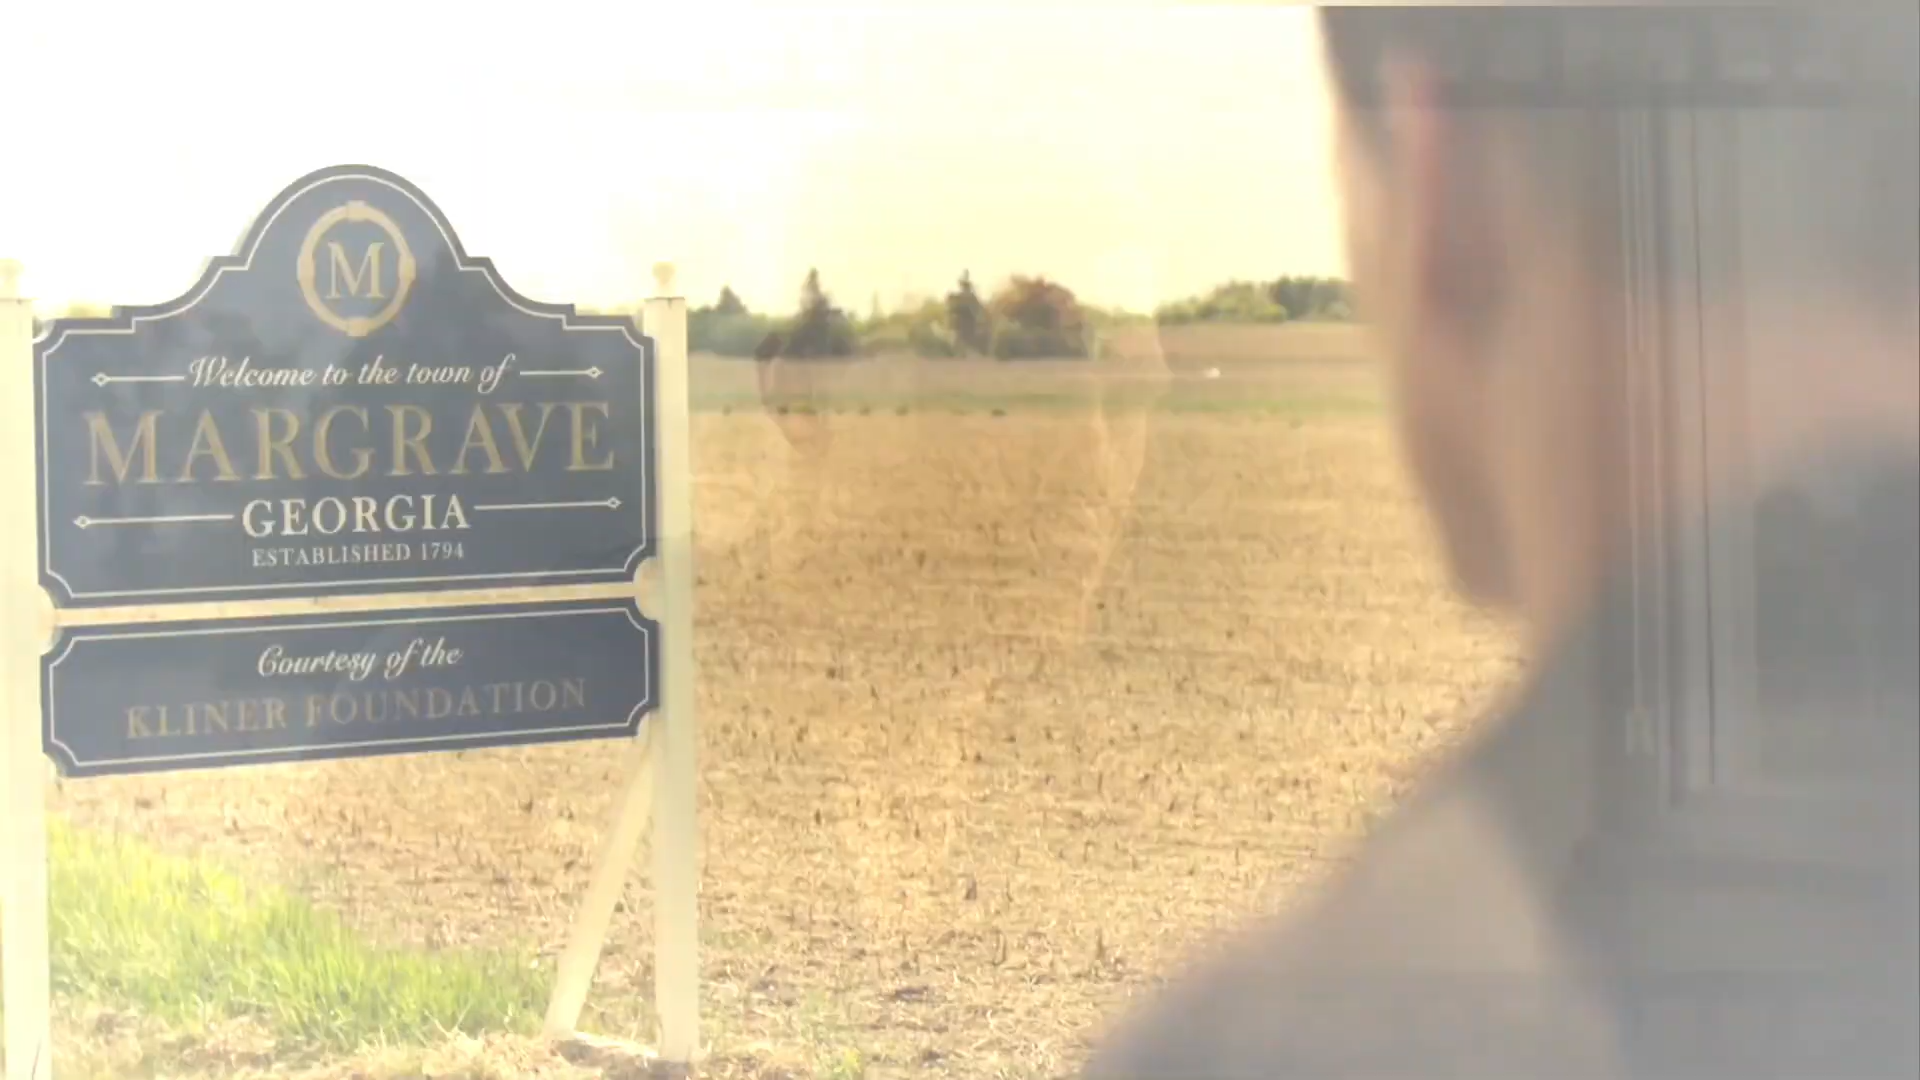 M
Welcome to the town of
MARGRAVE
GEORGIA
ESTABLISHED 1794
Courtesy of the
KLINER FOUNDATION